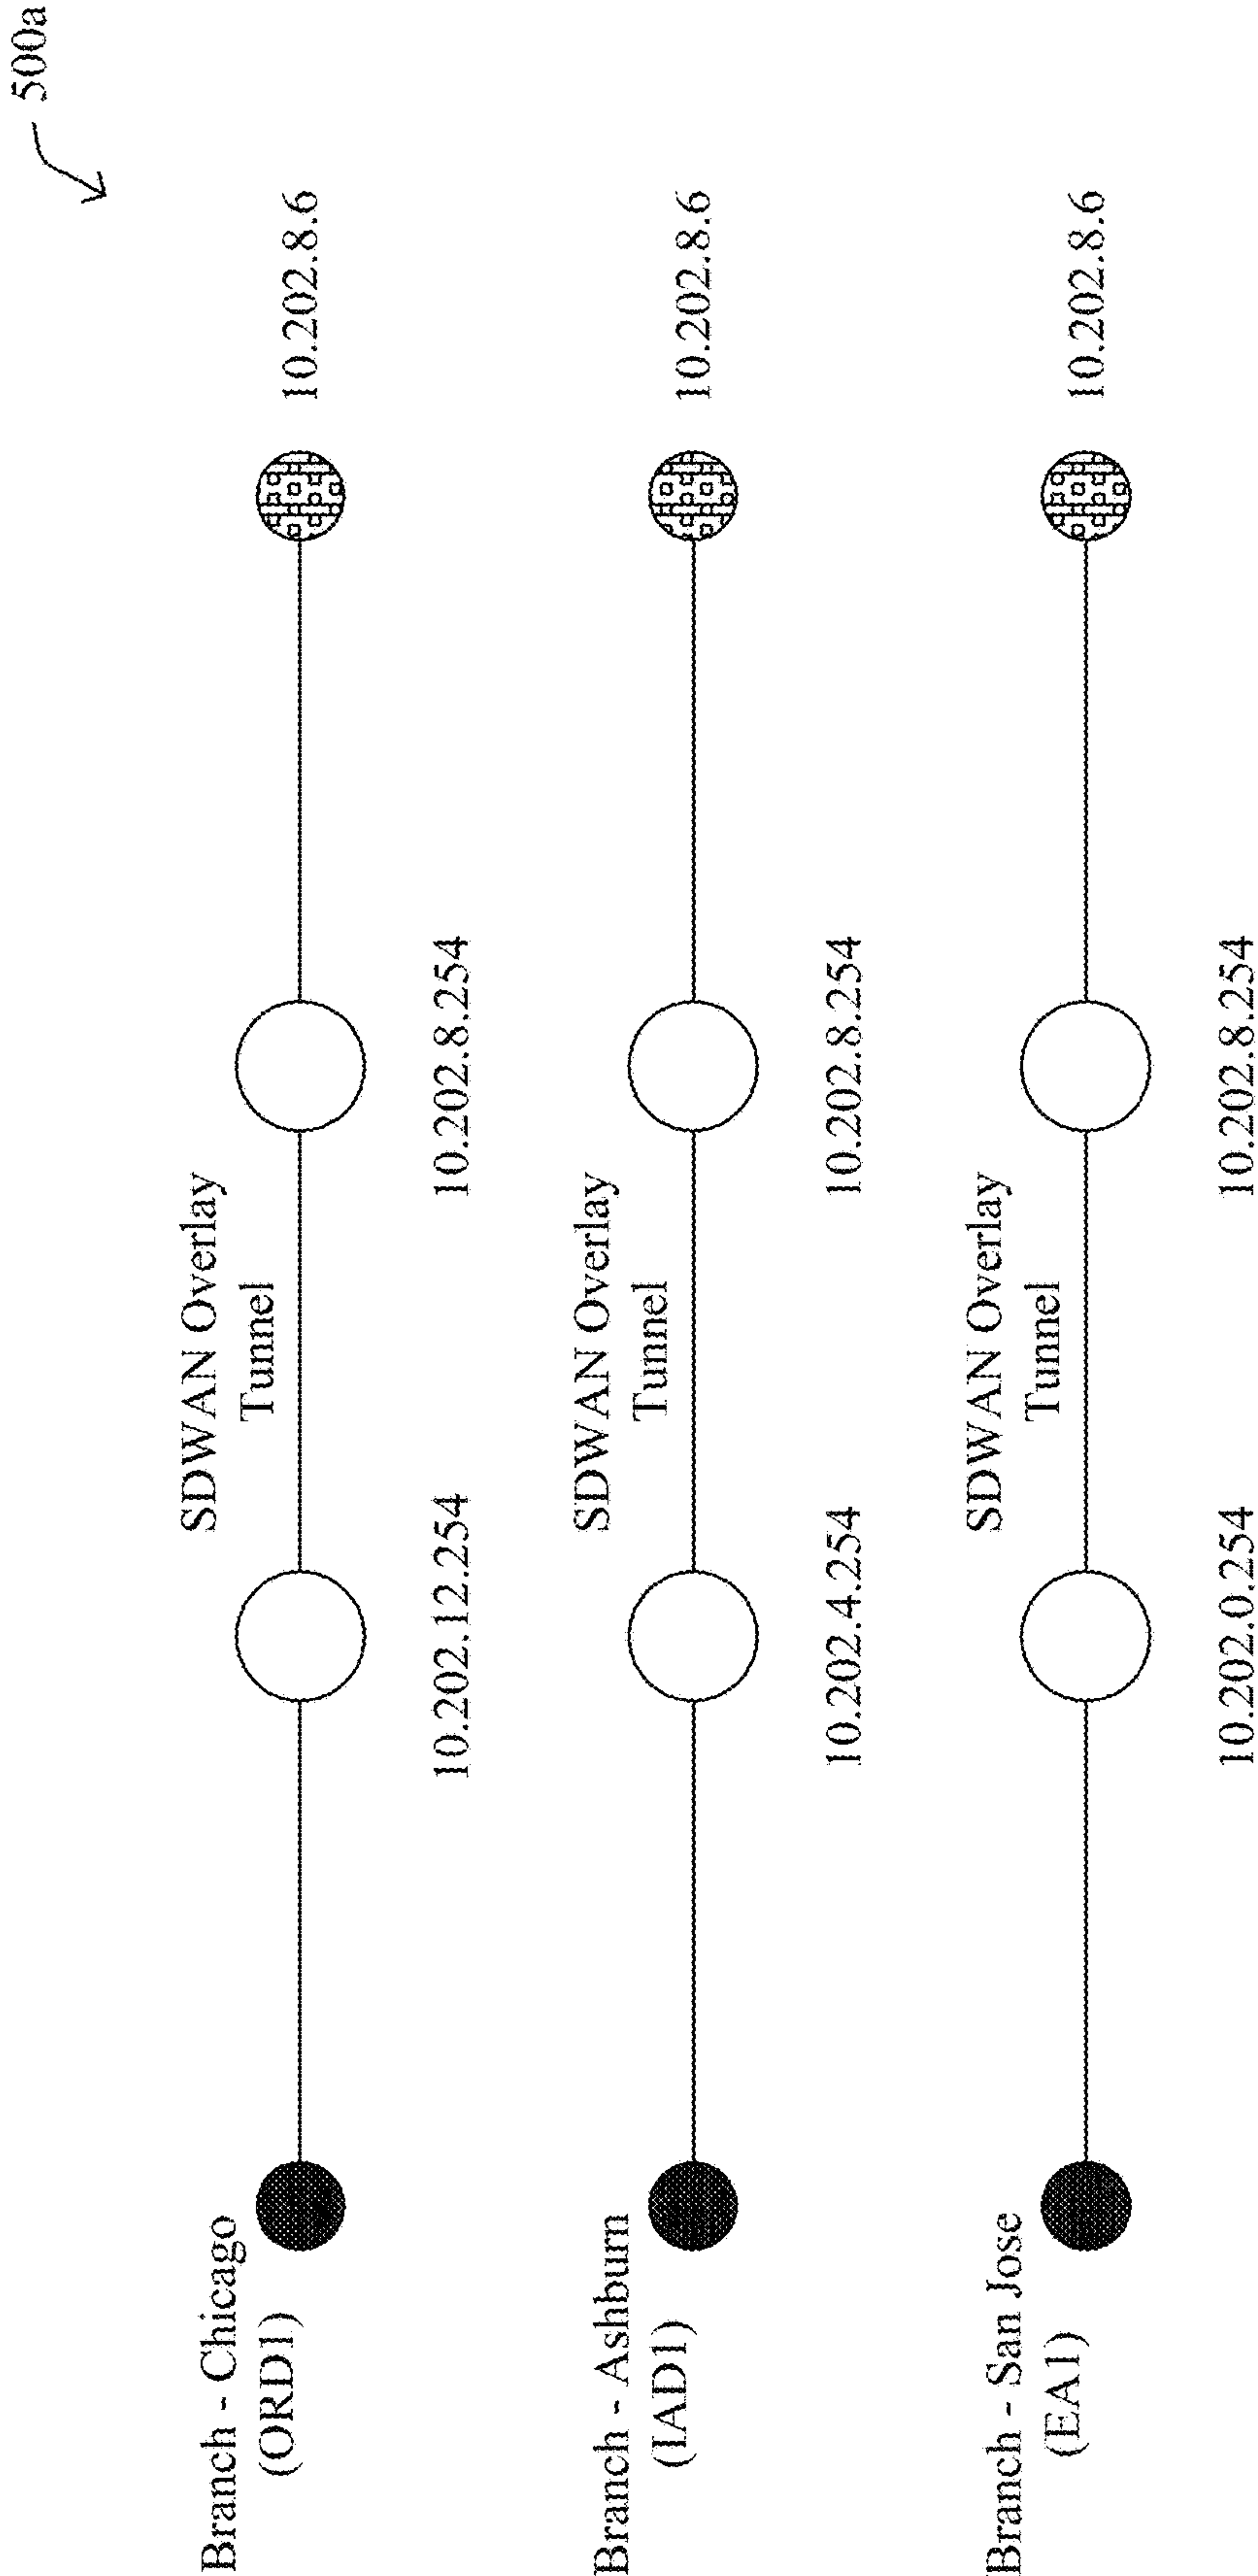 500a
Branch - Chicago
(ORD1)
SDWAN Overlay
Tunnel
10.202.12.254
10.202.8.254
10.202.8.6
Branch - Ashburn
(IAD1)
SDWAN Overlay
Tunnel
10.202.4.254
10.202.8.254
10.202.8.6
Branch - San Jose
(EA1)
SDWAN Overlay
Tunnel
10.202.0.254
10.202.8.254
10.202.8.6